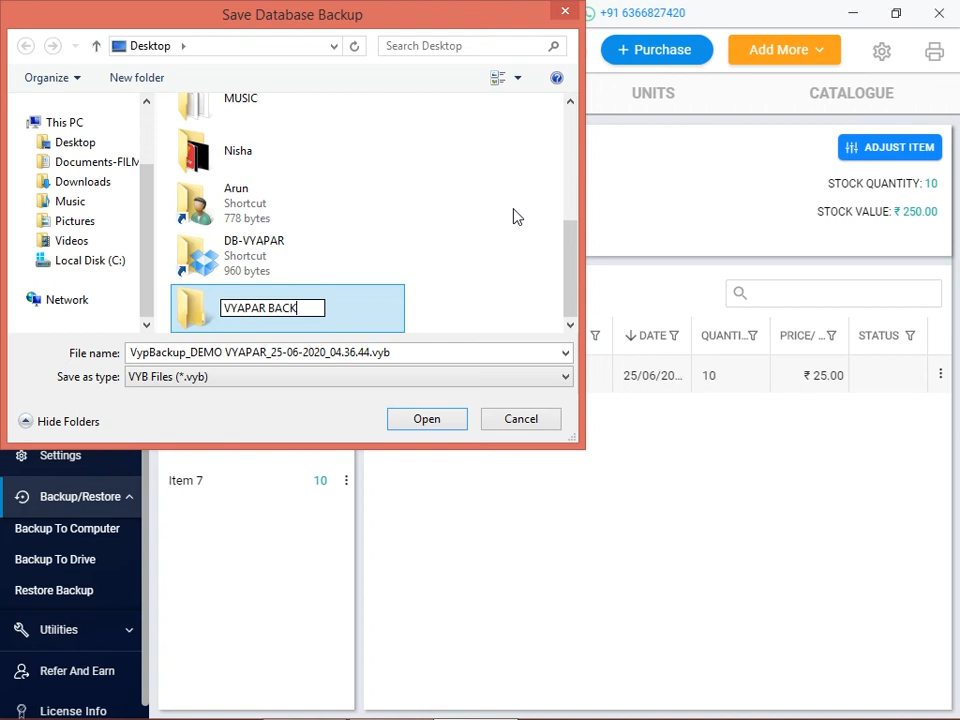 Save Database Backup
+91 6366827420
Desktop
Search Desktop
+ Purchase
Add More
Organize
New folder
UNITS
CATALOGUE
This PC
Desktop
Documents-FILM
Downloads
Music
Pictures
Videos
Local Disk (C:)
Network
MUSIC
Nisha
Arun
Shortcut
778 bytes
DB-VYAPAR
Shortcut
960 bytes
VYAPAR BACK
ADJUST ITEM
STOCK QUANTITY: 10
STOCK VALUE: ₹ 250.00
DATE
QUANTI...
PRICE/ ...
STATUS
25/06/20...
10
₹ 25.00
File name:
VypBackup_DEMO VYAPAR_25-06-2020_04.36.44.vyb
Save as type:
VYB Files (*.vyb)
Hide Folders
Open
Cancel
Settings
Backup/Restore
Backup To Computer
Backup To Drive
Restore Backup
Utilities
Refer And Earn
License Info
Item 7
10